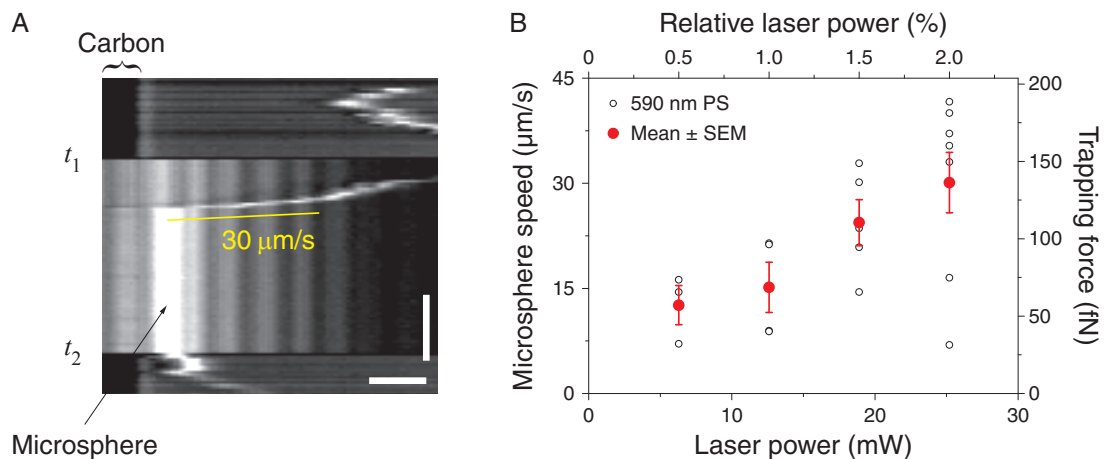 A
Carbon
t1
30 μm/s
t2
Microsphere
B
Relative laser power (%)
0 0.5 1.0 1.5 2.0
45
30
15
0
Microsphere speed (μm/s)
590 nm PS
Mean ± SEM
200
150
100
50
0
Trapping force (fN)
0 10 20 30
Laser power (mW)